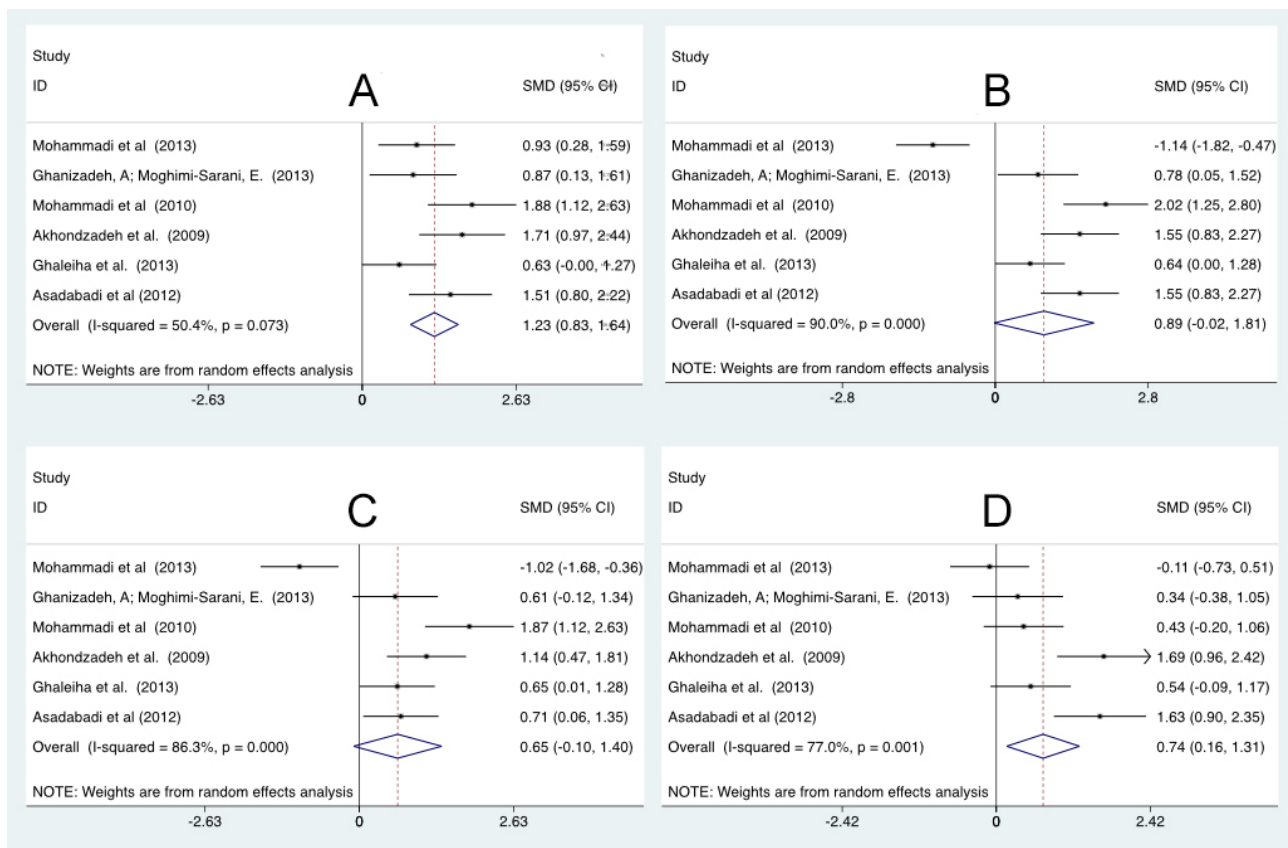 Study
ID
A
SMD (95% CI)
Mohammadi et al (2013)
0.93 (0.28, 1.59)
Ghanizadeh, A; Moghimi-Sarani, E. (2013)
0.87 (0.13, 1.61)
Mohammadi et al (2010)
1.88 (1.12, 2.63)
Akhondzadeh et al. (2009)
1.71 (0.97, 2.44)
Ghaleiha et al. (2013)
0.63 (-0.00, 1.27)
Asadabadi et al (2012)
1.51 (0.80, 2.22)
Overall (I-squared = 50.4%, p = 0.073)
1.23 (0.83, 1.64)
NOTE: Weights are from random effects analysis
-2.63 0 2.63
Study
ID
B
SMD (95% CI)
Mohammadi et al (2013)
-1.14 (-1.82, -0.47)
Ghanizadeh, A; Moghimi-Sarani, E. (2013)
0.78 (0.05, 1.52)
Mohammadi et al (2010)
2.02 (1.25, 2.80)
Akhondzadeh et al. (2009)
1.55 (0.83, 2.27)
Ghaleiha et al. (2013)
0.64 (0.00, 1.28)
Asadabadi et al (2012)
1.55 (0.83, 2.27)
Overall (I-squared = 90.0%, p = 0.000)
0.89 (-0.02, 1.81)
NOTE: Weights are from random effects analysis
-2.8 0 2.8
Study
ID
C
SMD (95% CI)
Mohammadi et al (2013)
-1.02 (-1.68, -0.36)
Ghanizadeh, A; Moghimi-Sarani, E. (2013)
0.61 (-0.12, 1.34)
Mohammadi et al (2010)
1.87 (1.12, 2.63)
Akhondzadeh et al. (2009)
1.14 (0.47, 1.81)
Ghaleiha et al. (2013)
0.65 (0.01, 1.28)
Asadabadi et al (2012)
0.71 (0.06, 1.35)
Overall (I-squared = 86.3%, p = 0.000)
0.65 (-0.10, 1.40)
NOTE: Weights are from random effects analysis
-2.63 0 2.63
Study
ID
D
SMD (95% CI)
Mohammadi et al (2013)
-0.11 (-0.73, 0.51)
Ghanizadeh, A; Moghimi-Sarani, E. (2013)
0.34 (-0.38, 1.05)
Mohammadi et al (2010)
0.43 (-0.20, 1.06)
Akhondzadeh et al. (2009)
1.69 (0.96, 2.42)
Ghaleiha et al. (2013)
0.54 (-0.09, 1.17)
Asadabadi et al (2012)
1.63 (0.90, 2.35)
Overall (I-squared = 77.0%, p = 0.001)
0.74 (0.16, 1.31)
NOTE: Weights are from random effects analysis
-2.42 0 2.42